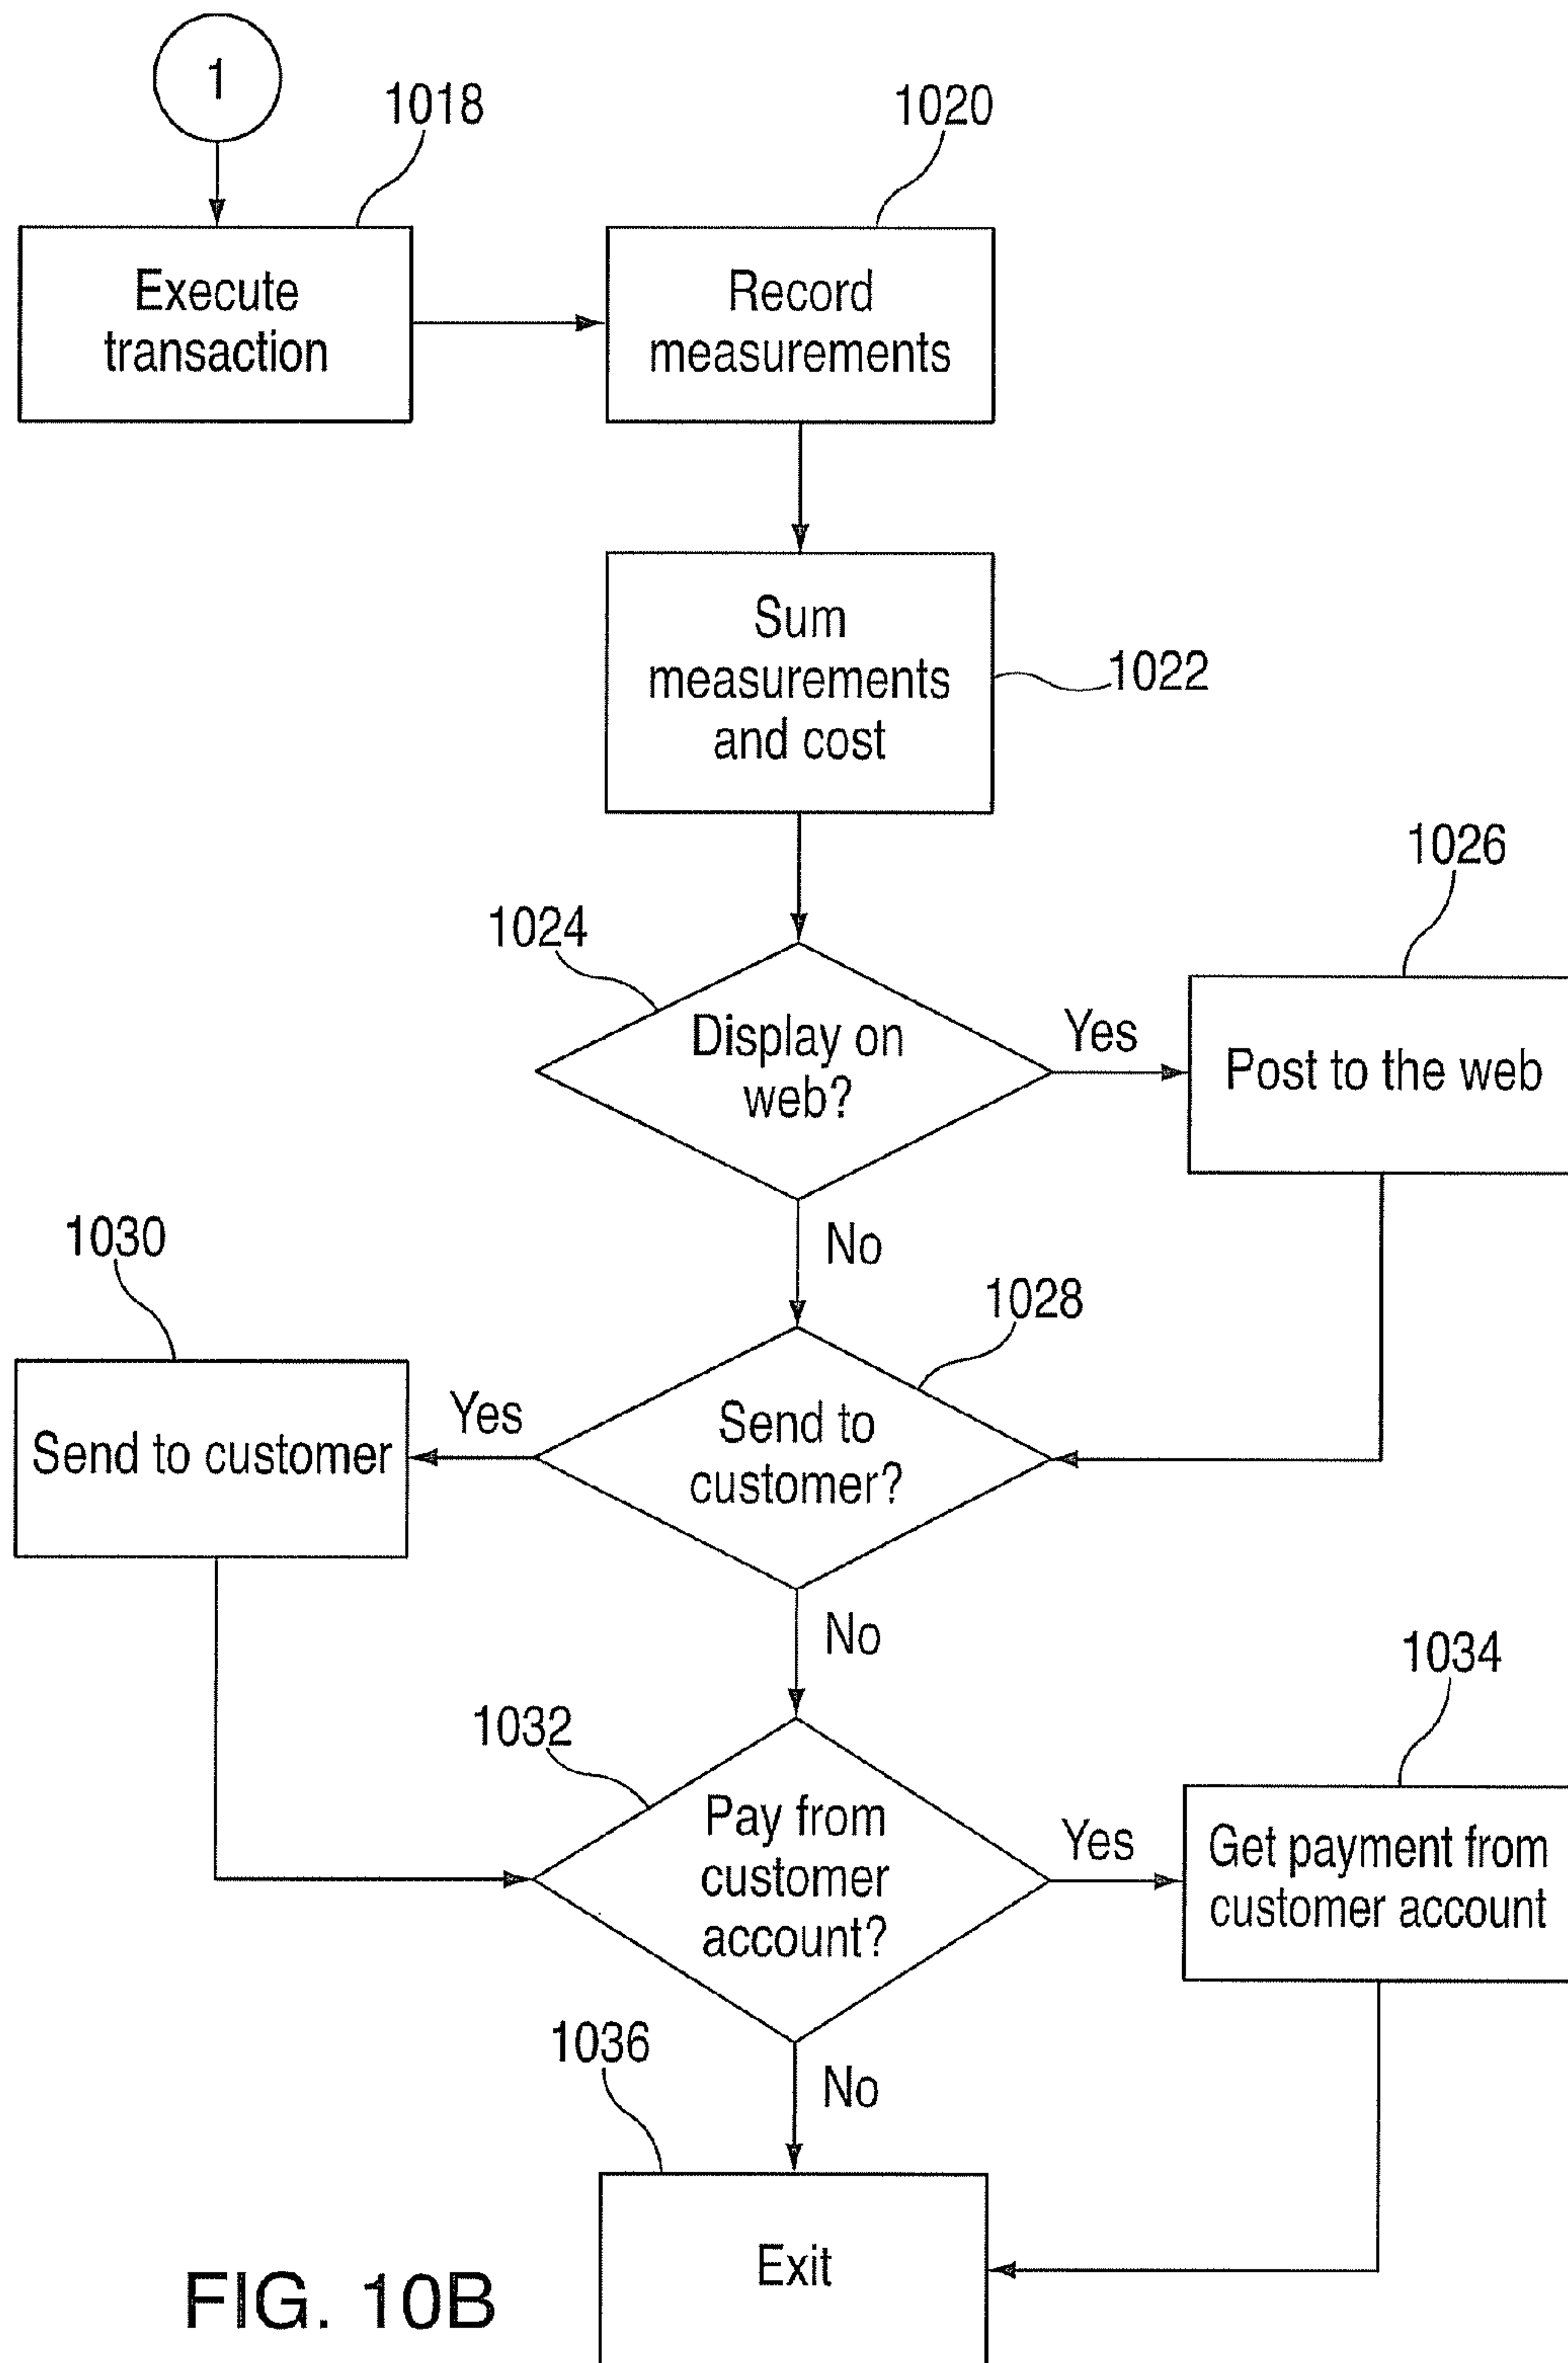 1
1018
1020
Execute
transaction
Record
measurements
Sum
measurements
and cost
1022
1026
1024
Display on
web?
Yes
Post to the web
No
1030
1028
Send to customer
Yes
Send to
customer?
No
1034
1032
Pay from
customer
account?
Yes
Get payment from
customer account
1036
No
Exit
FIG. 10B